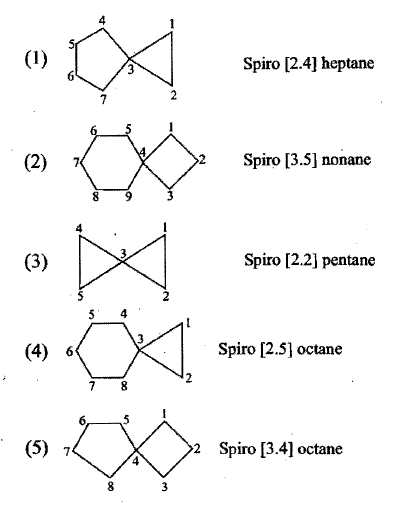 4 1
5
(1) 3 Spiro [2.4] heptane
6
7 2
6 5 1
(2) 7 4 2 Spiro [3.5] nonane
8 9 3
4 1
(3) 3 Spiro [2.2] pentane
5 2
5 4 1
(4) 6 3 Spiro [2.5] octane
7 8 2
6 5 1
(5) 7 4 2 Spiro [3.4] octane
8 3